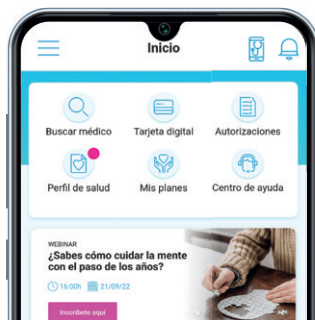 Inicio
Buscar médico Tarjeta digital Autorizaciones
Perfil de salud Mis planes Centro de ayuda
WEBINAR
¿Sabes cómo cuidar la mente
con el paso de los años?
16:00h 21/09/22
Inscríbete aquí